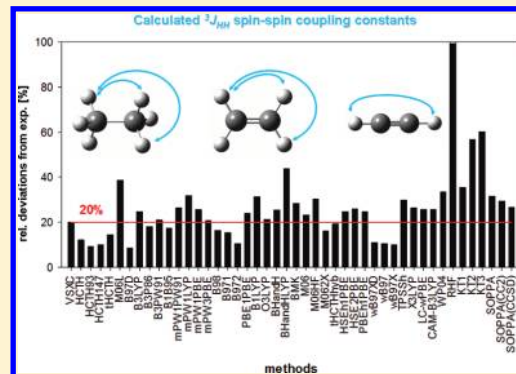 Calculated ³J_HH spin-spin coupling constants
rel. deviations from exp. [%]
100
80
60
40
20
0
20%
VSXC
HCTH
HCTH93
HCTH147
tHCTH
M06L
B97D
B3LYP
B3P86
B3PW91
B1B95
mPW1PW91
mPW1LYP
mPW1PBE
mPW3PBE
B98
B971
B972
PBE1PBE
B1LYP
O3LYP
BHandH
BHandHLYP
BMK
M06
M06HF
M062X
tHCTHhyb
HSEh1PBE
HSE2PBE
PBEh1PBE
wB97XD
wB97
wB97X
TPSSh
X3LYP
LC-wPBE
CAM-B3LYP
WP04
RHF
KT1
KT2
KT3
SOPPA
SOPPA(CC2)
SOPPA(CCSD)
methods